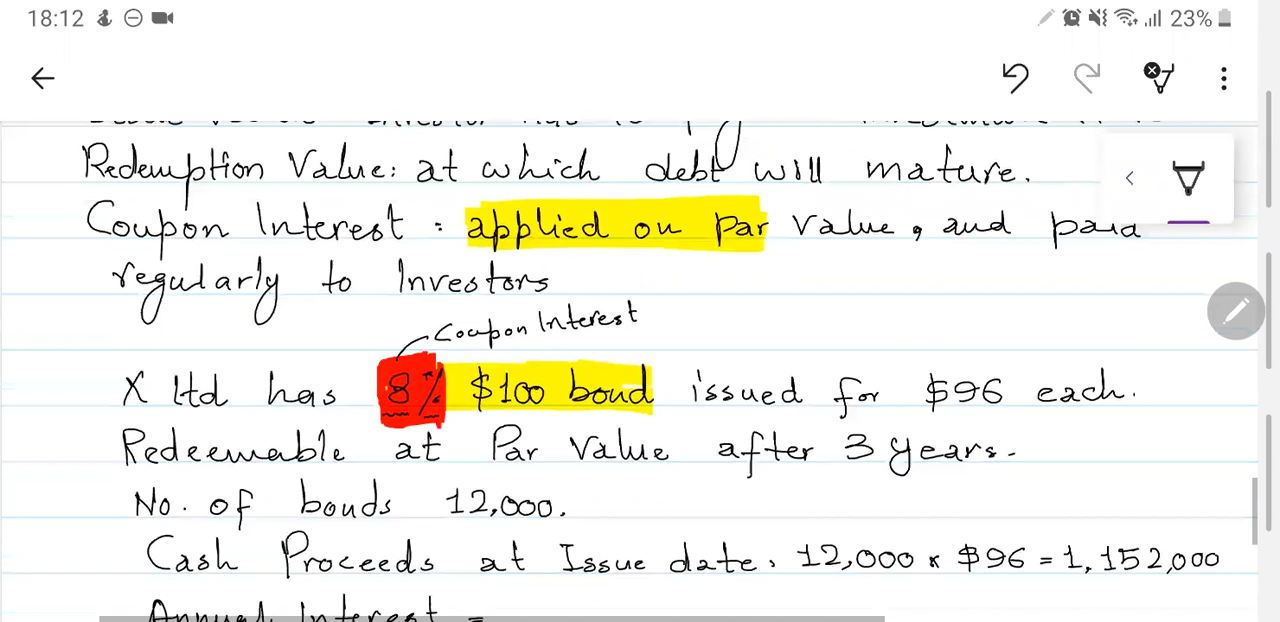 18:12 23%
Redemption Value: at which debt will mature.
Coupon Interest : applied on Par Value, and paid
regularly to Investors
Coupon Interest
X ltd has 8% $100 bond issued for $96 each.
Redeemable at Par Value after 3 years.
No. of bonds 12,000.
Cash Proceeds at Issue date. 12,000 x $96 = 1,152,000
Annual Interest =